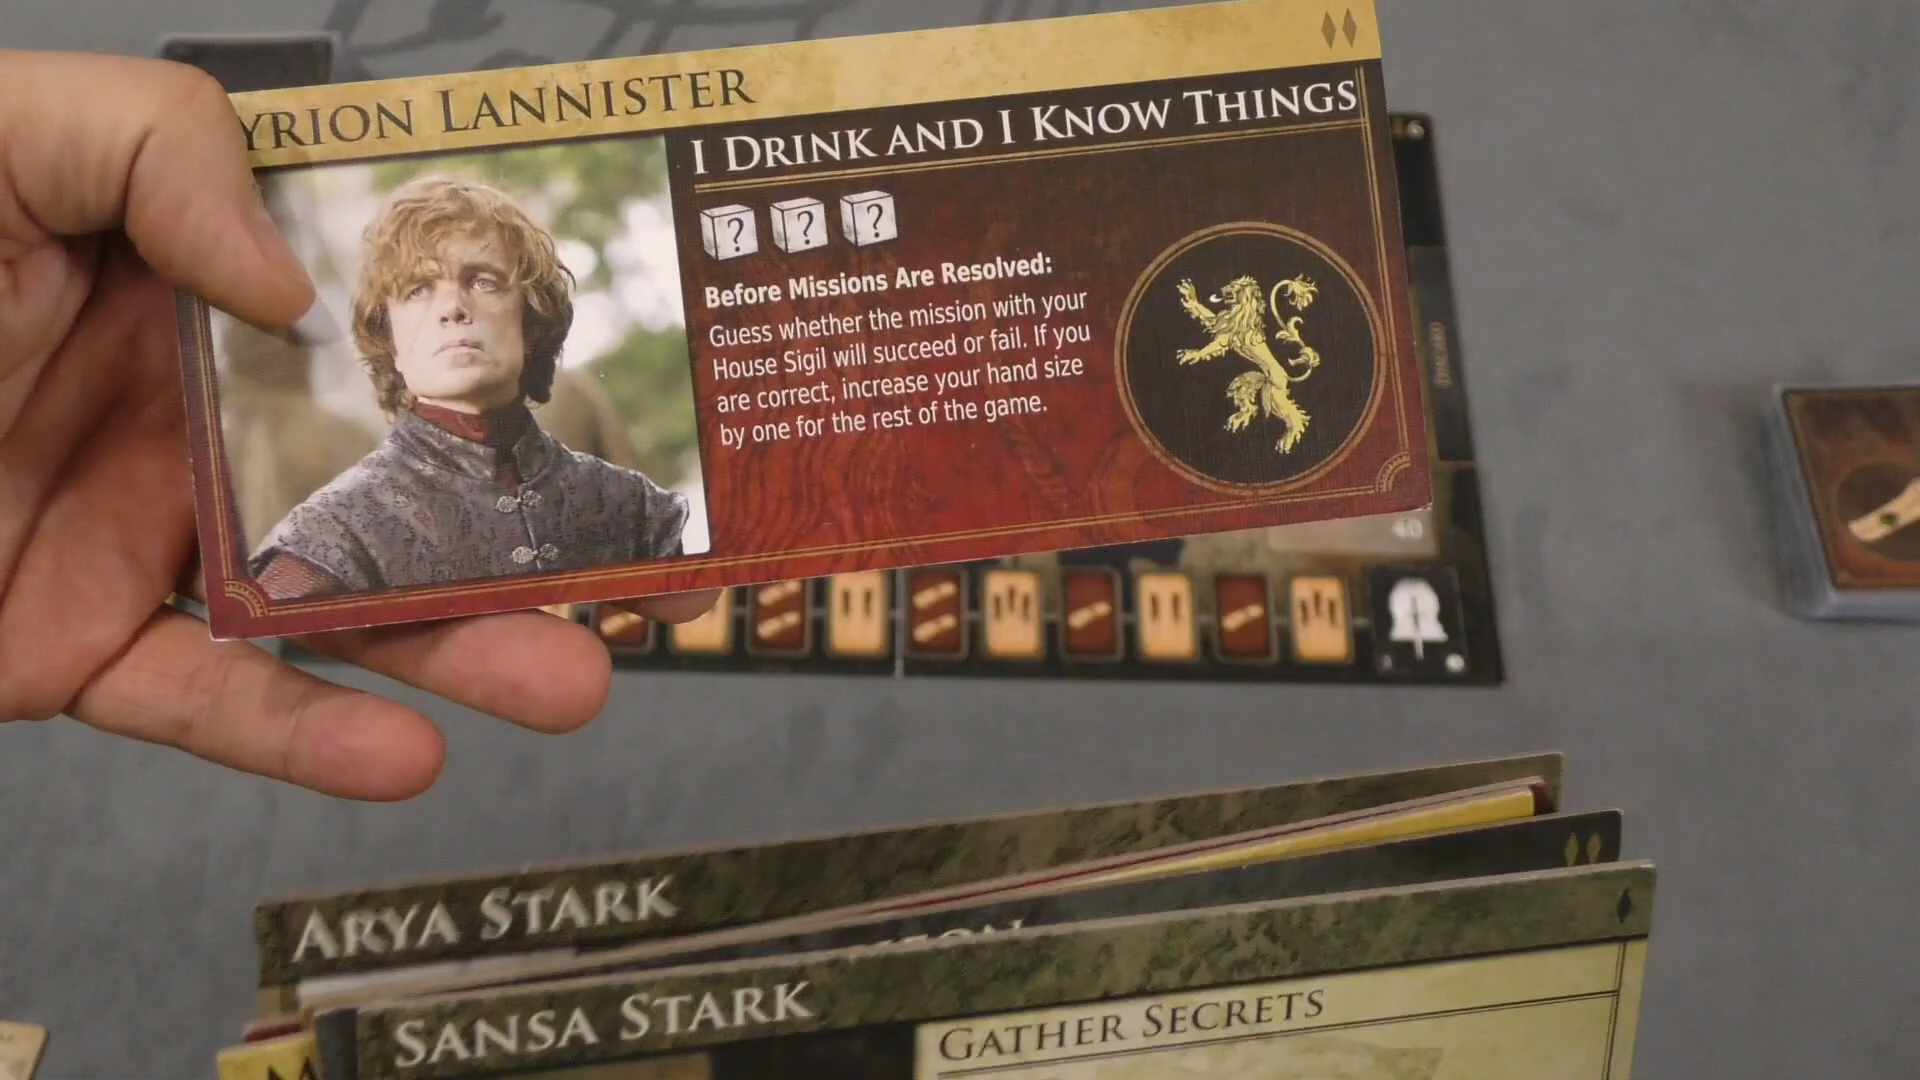 YRION LANNISTER
I DRINK AND I KNOW THINGS
? ? ?
Before Missions Are Resolved:
Guess whether the mission with your
House Sigil will succeed or fail. If you
are correct, increase your hand size
by one for the rest of the game.
40
ARYA STARK
SANSA STARK
GATHER SECRETS